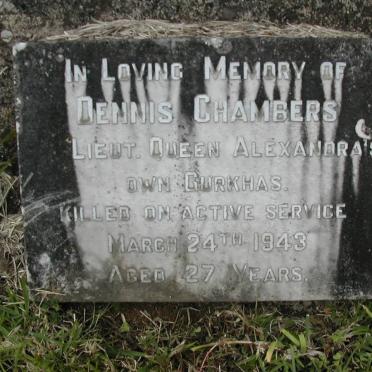 In Loving Memory of
Dennis Chambers
Lieut. Queen Alexandra's
own Gurkhas.
killed on active service
March 24th 1943
Aged 27 Years.